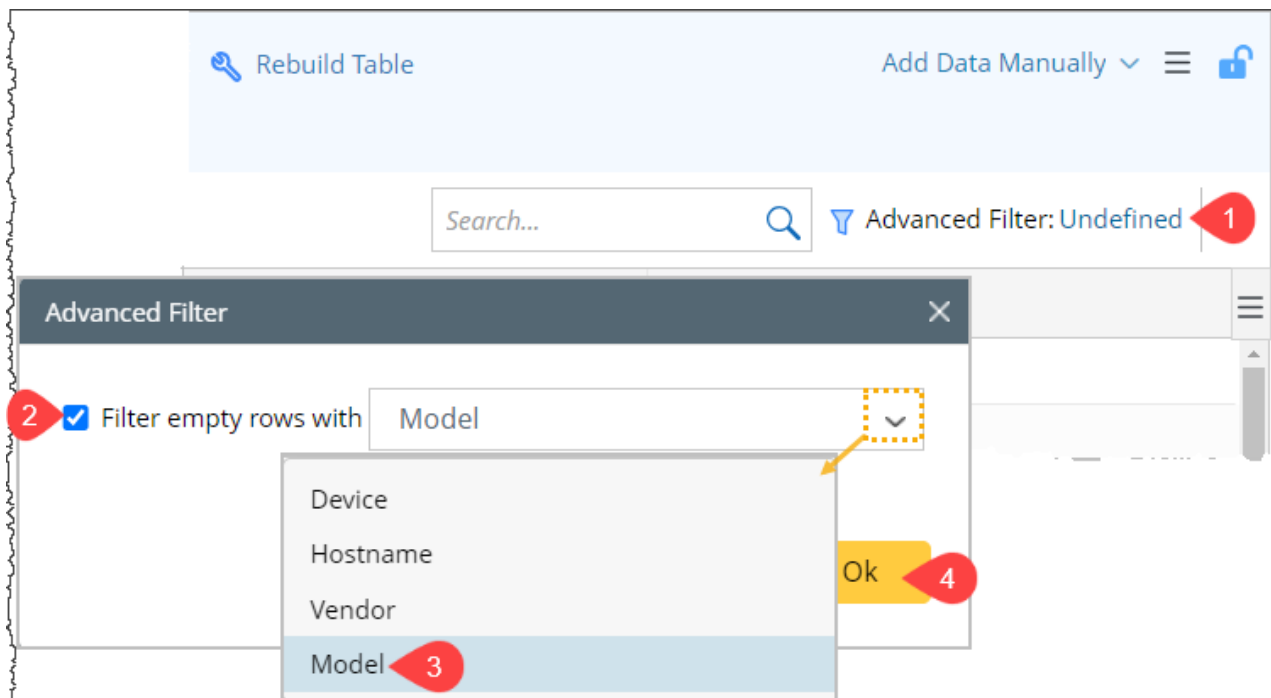 Rebuild Table
Add Data Manually
Search...
Advanced Filter: Undefined
1
Advanced Filter
2
Filter empty rows with
Model
Device
Hostname
Vendor
Model
3
Ok
4